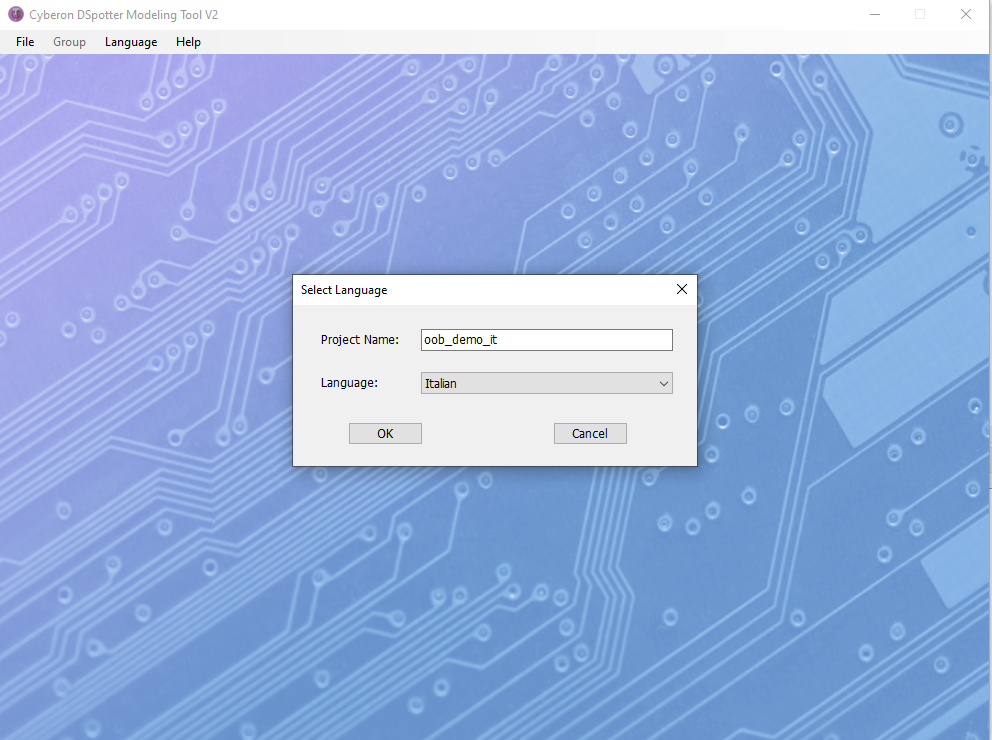 Cyberon DSpotter Modeling Tool V2
File Group Language Help
Select Language
Project Name: oob_demo_it
Language: Italian
OK Cancel